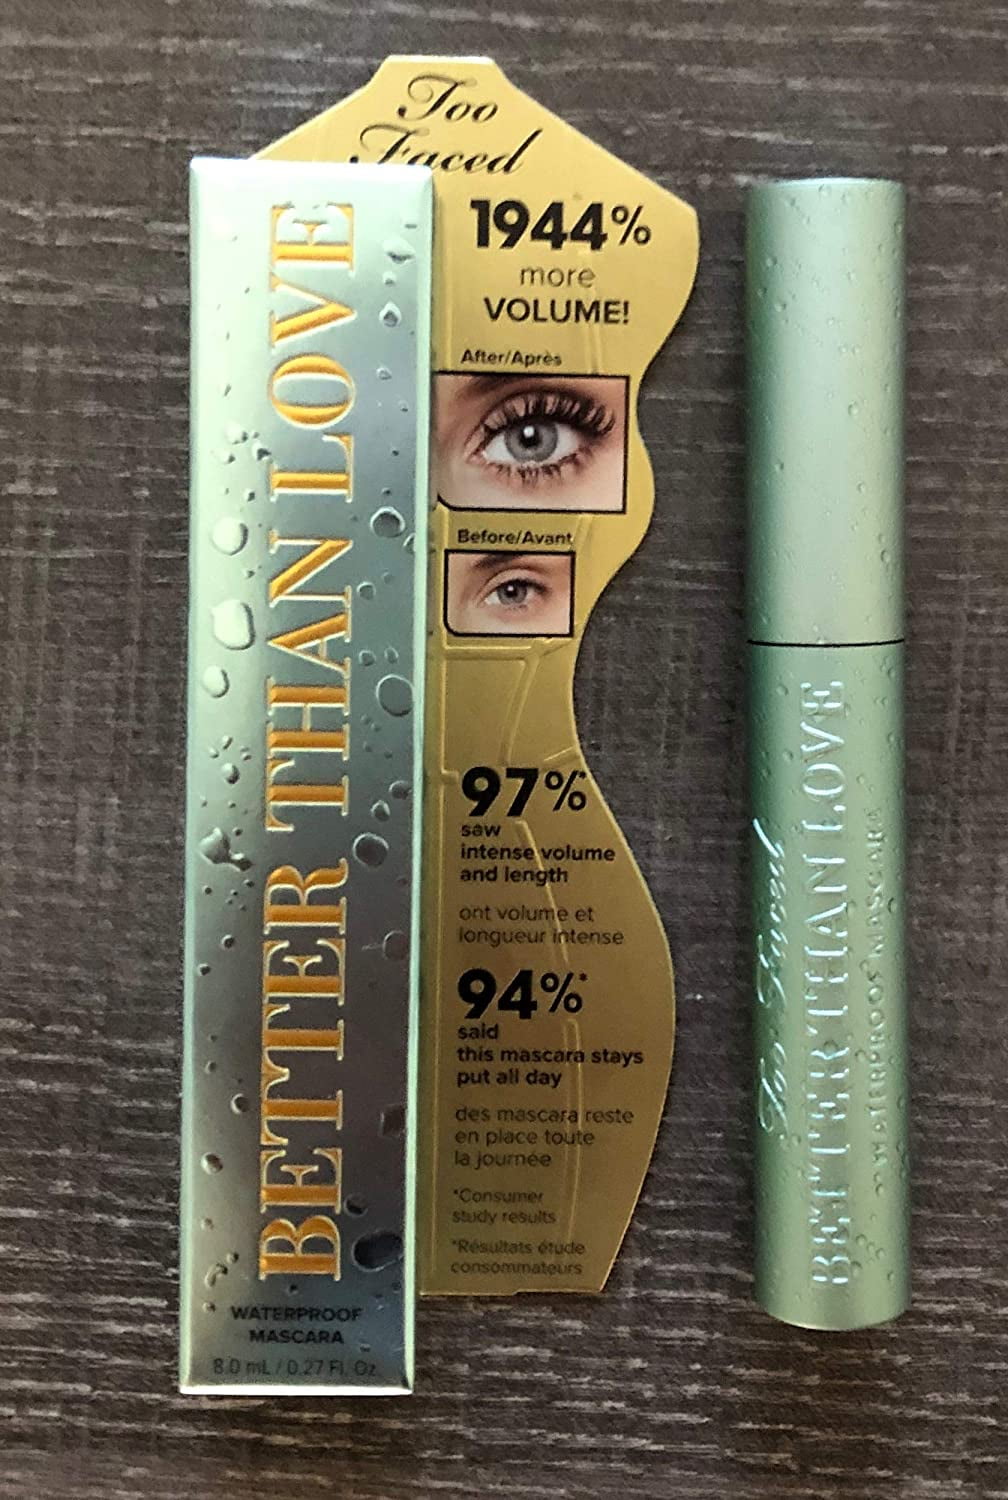 BETTER THAN LOVE
WATERPROOF
MASCARA
8.0 mL / 0.27 Fl. Oz.
Too
Faced
1944%
more
VOLUME!
After/Après
Before/Avant
97%*
saw
intense volume
and length
ont volume et
longueur intense
94%*
said
this mascara stays
put all day
des mascara reste
en place toute
la journée
*Consumer
study results
*Résultats étude
consommateurs
Too Faced
BETTER THAN LOVE
WATERPROOF MASCARA